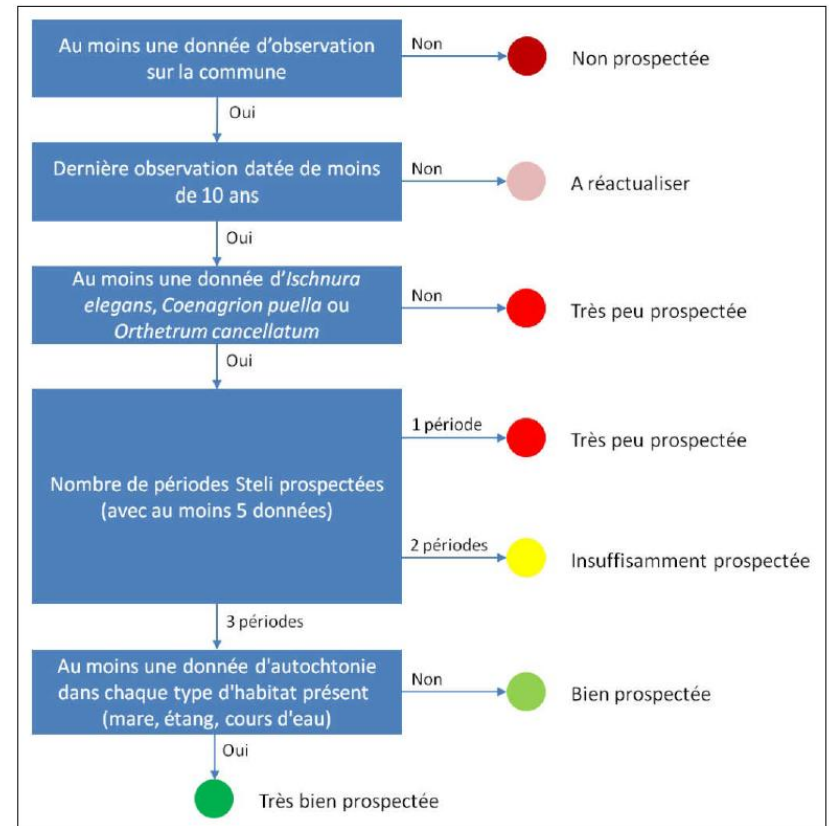 Au moins une donnée d'observation
sur la commune
Non
Non prospectée
Oui
Dernière observation datée de moins
de 10 ans
Non
A réactualiser
Oui
Au moins une donnée d'Ischnura
elegans, Coenagrion puella ou
Orthetrum cancellatum
Non
Très peu prospectée
Oui
Nombre de périodes Steli prospectées
(avec au moins 5 données)
1 période
Très peu prospectée
2 périodes
Insuffisamment prospectée
3 périodes
Au moins une donnée d'autochtonie
dans chaque type d'habitat présent
(mare, étang, cours d'eau)
Non
Bien prospectée
Oui
Très bien prospectée